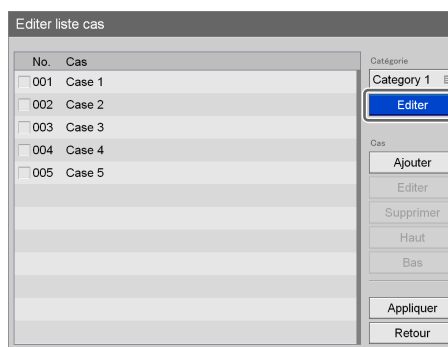 Editer liste cas
No. Cas
001 Case 1
002 Case 2
003 Case 3
004 Case 4
005 Case 5
Catégorie
Category 1
Editer
Cas
Ajouter
Editer
Supprimer
Haut
Bas
Appliquer
Retour